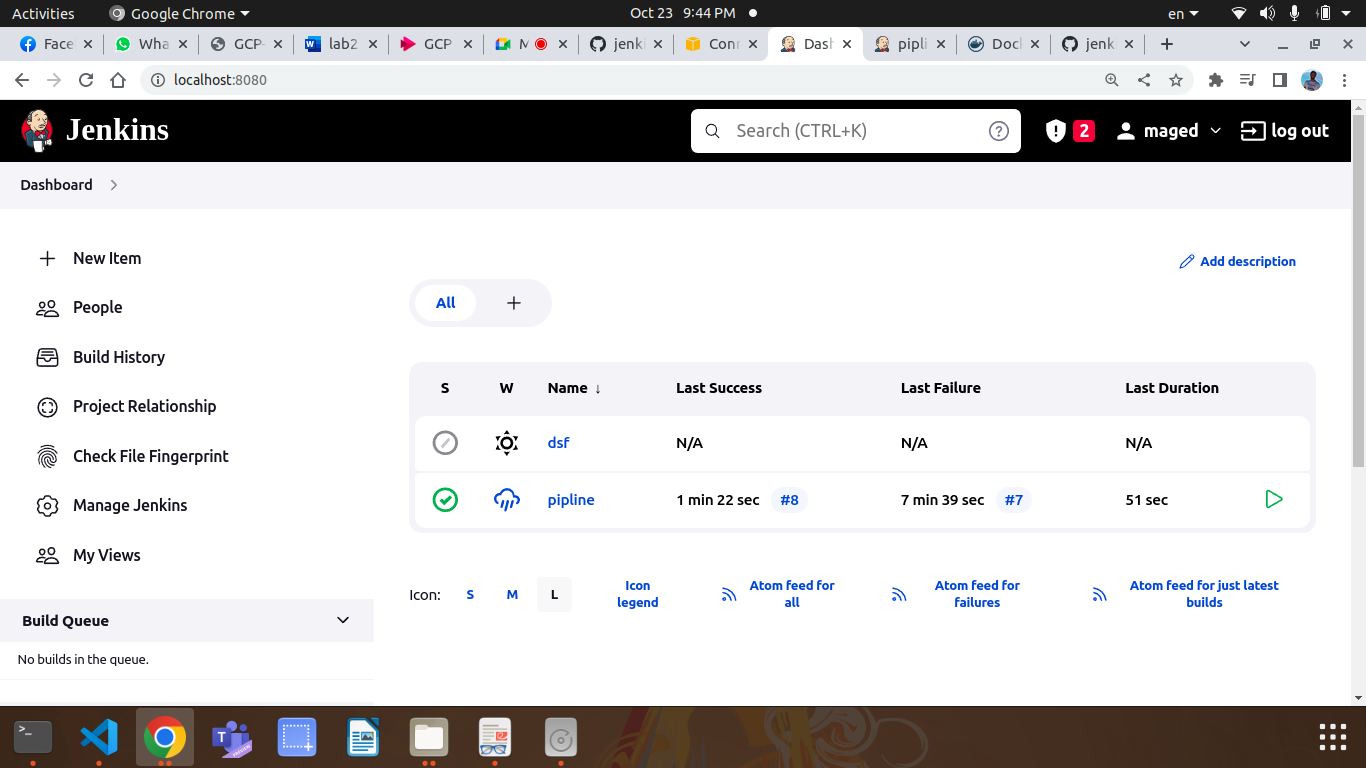 Activities Google Chrome Oct 23 9:44 PM en
Face WhatsA GCP- lab2 GCP M jenk Conn Dash pipli Dock jenk
localhost:8080
Jenkins Search (CTRL+K) 2 maged log out
Dashboard
New Item
People
Build History
Project Relationship
Check File Fingerprint
Manage Jenkins
My Views
Build Queue
No builds in the queue.
Add description
All
S W Name ↓ Last Success Last Failure Last Duration
dsf N/A N/A N/A
pipline 1 min 22 sec #8 7 min 39 sec #7 51 sec
Icon: S M L Icon legend Atom feed for all Atom feed for failures Atom feed for just latest builds